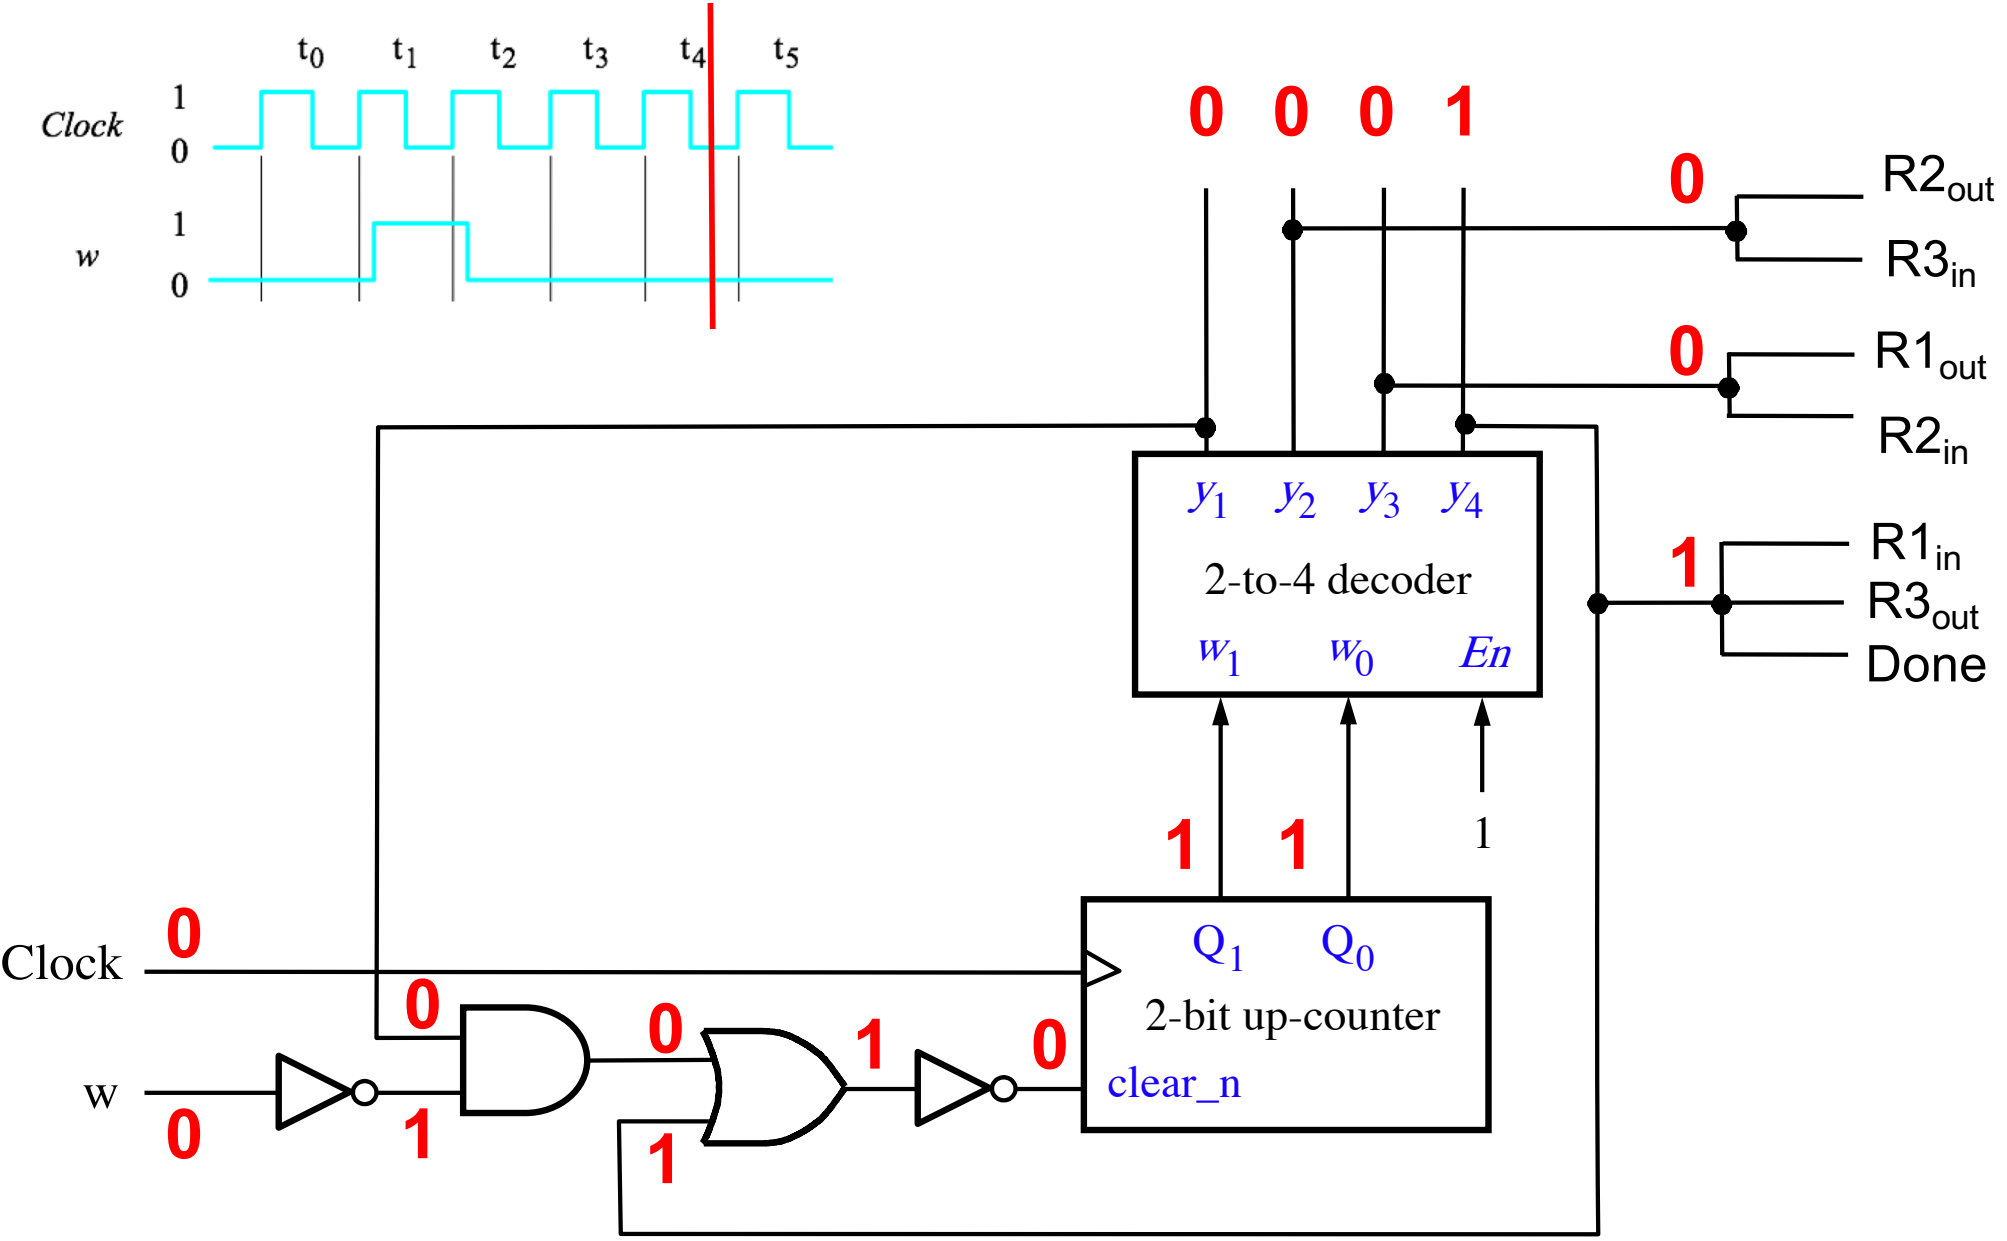 t0 t1 t2 t3 t4 t5
1
Clock
0
1
w
0
0 0 0 1
0 R2out
R3in
0 R1out
R2in
y1 y2 y3 y4
2-to-4 decoder
w1 w0 En
1 R1in
R3out
Done
1 1 1
Clock 0
Q1 Q0
2-bit up-counter
clear_n
0 0 1 0
w
0 1 1